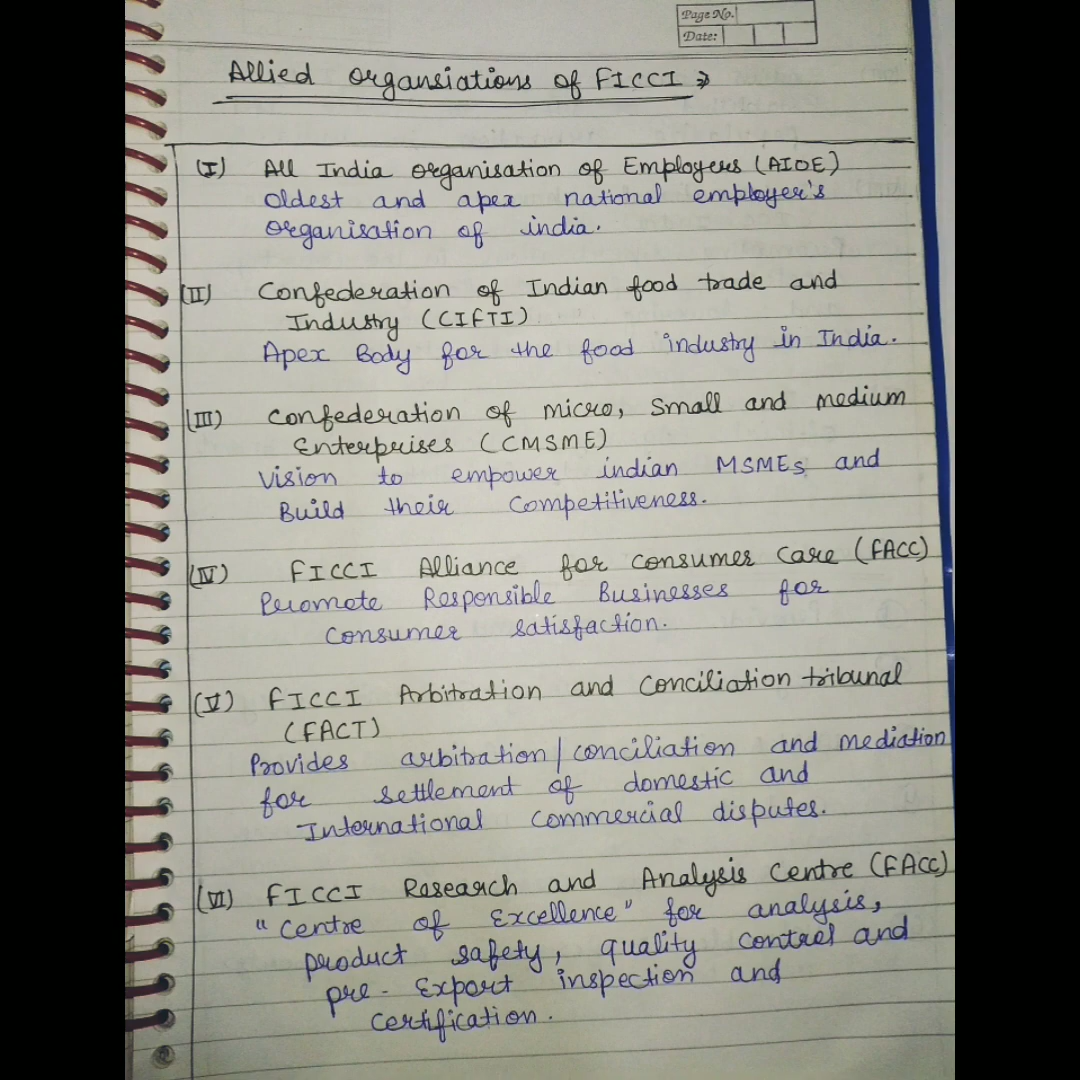 Page No.
Date:
Allied Organsiations of FICCI
(I) All India Organisation of Employers (AIOE)
Oldest and apex national employer's
Organisation of india.
(II) Confederation of Indian food trade and
Industry (CIFTI)
Apex Body for the food industry in India.
(III) Confederation of micro, Small and medium
Enterprises (CMSME)
Vision to empower indian MSMEs and
Build their Competitiveness.
(IV) FICCI Alliance for Consumer Care (FACC)
Promote Responsible Businesses for
Consumer satisfaction.
(V) FICCI Arbitration and Conciliation tribunal
(FACT)
Provides arbitration/conciliation and mediation
for settlement of domestic and
International commercial disputes.
(VI) FICCI Research and Analysis Centre (FACC)
"Centre of Excellence" for analysis,
product safety, quality control and
pre-Export inspection and
Certification.